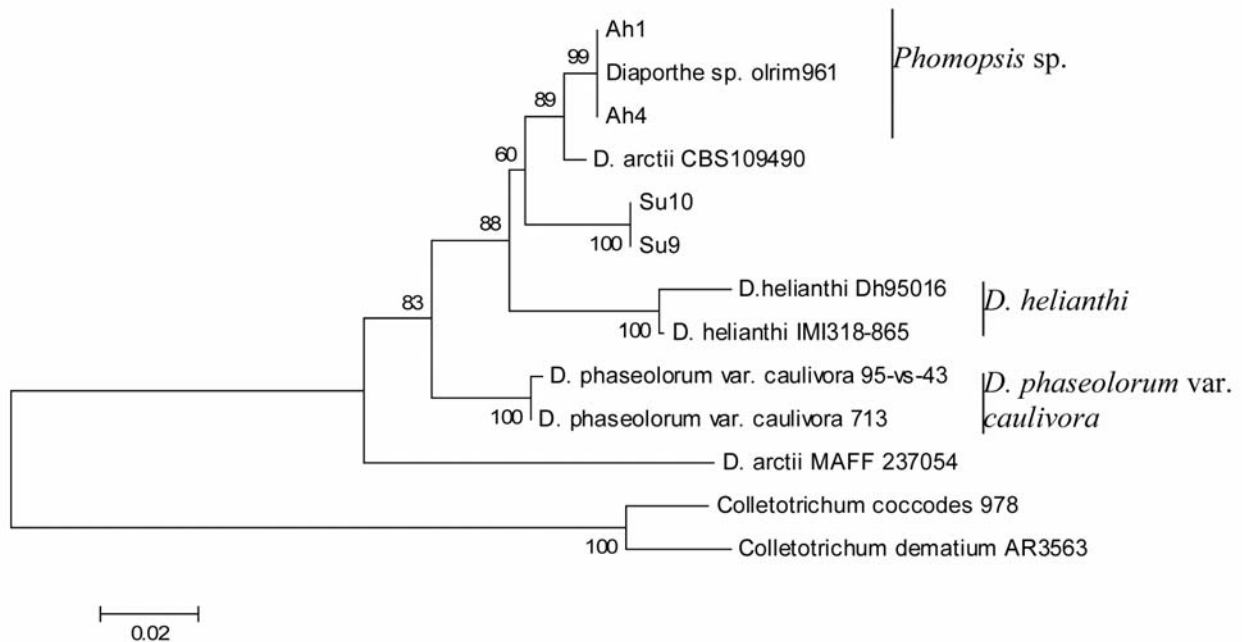 Ah1
99
Diaporthe sp. olrim961
Phomopsis sp.
89
Ah4
60
D. arctii CBS109490
Su10
88
100
Su9
D.helianthi Dh95016
D. helianthi
83
100
D. helianthi IMI318-865
D. phaseolorum var. caulivora 95-vs-43
D. phaseolorum var.
caulivora
100
D. phaseolorum var. caulivora 713
D. arctii MAFF 237054
Colletotrichum coccodes 978
100
Colletotrichum dematium AR3563
0.02